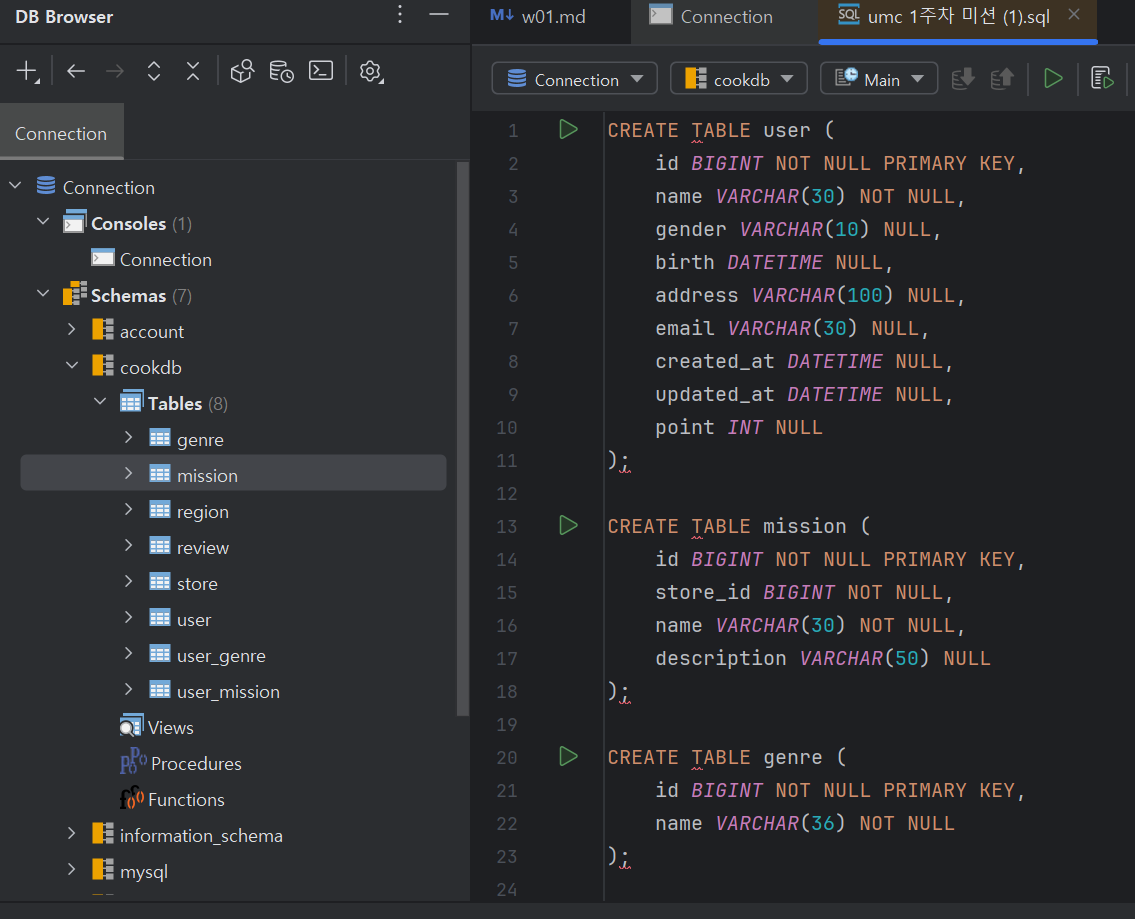 DB Browser
Connection
Connection
Consoles (1)
Connection
Schemas (7)
account
cookdb
Tables (8)
genre
mission
region
review
store
user
user_genre
user_mission
Views
Procedures
Functions
information_schema
mysql
M↓ w01.md
Connection
SQL umc 1주차 미션 (1).sql
Connection
cookdb
Main
1 CREATE TABLE user (
2 id BIGINT NOT NULL PRIMARY KEY,
3 name VARCHAR(30) NOT NULL,
4 gender VARCHAR(10) NULL,
5 birth DATETIME NULL,
6 address VARCHAR(100) NULL,
7 email VARCHAR(30) NULL,
8 created_at DATETIME NULL,
9 updated_at DATETIME NULL,
10 point INT NULL
11 );
12
13 CREATE TABLE mission (
14 id BIGINT NOT NULL PRIMARY KEY,
15 store_id BIGINT NOT NULL,
16 name VARCHAR(30) NOT NULL,
17 description VARCHAR(50) NULL
18 );
19
20 CREATE TABLE genre (
21 id BIGINT NOT NULL PRIMARY KEY,
22 name VARCHAR(36) NOT NULL
23 );
24